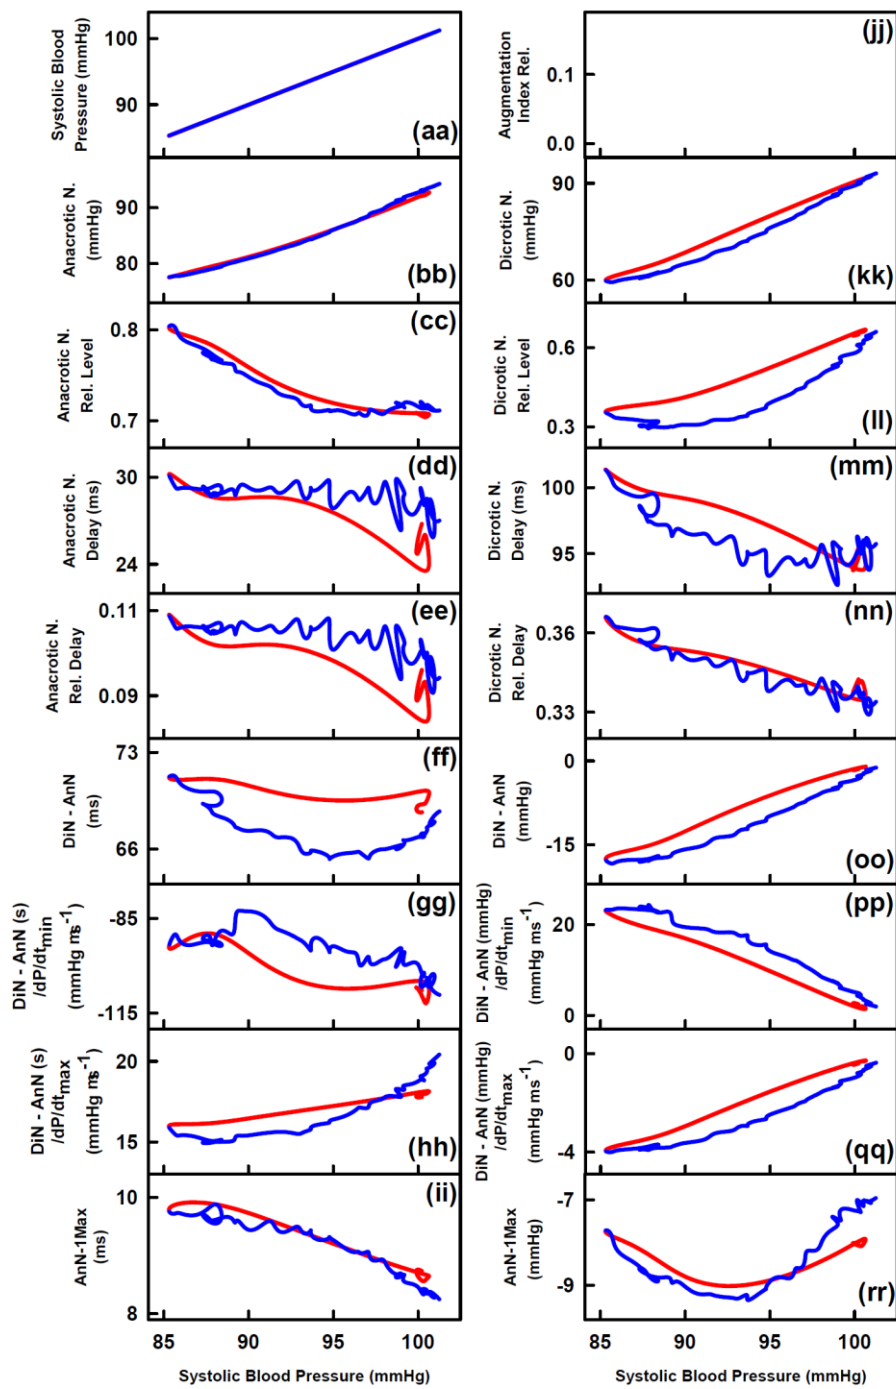 Systolic Blood
Pressure (mmHg)
100
90
(aa)
Anacrotic N.
(mmHg)
90
80
(bb)
Anacrotic N.
Rel. Level
0.8
0.7
(cc)
Anacrotic N.
Delay (ms)
30
24
(dd)
Anacrotic N.
Rel. Delay
0.11
0.09
(ee)
DiN - AnN
(ms)
73
66
(ff)
DiN - AnN (s)
/dP/dtmin
(mmHg ms-1)
-85
-115
(gg)
DiN - AnN (s)
/dP/dtmax
(mmHg ms-1)
20
15
(hh)
AnN-1Max
(ms)
10
8
(ii)
85 90 95 100
Systolic Blood Pressure (mmHg)
Augmentation
Index Rel.
0.1
0.0
(jj)
Dicrotic N.
(mmHg)
90
60
(kk)
Dicrotic N.
Rel. Level
0.6
0.3
(ll)
Dicrotic N.
Delay (ms)
100
95
(mm)
Dicrotic N.
Rel. Delay
0.36
0.33
(nn)
DiN - AnN
(mmHg)
0
-15
(oo)
DiN - AnN (mmHg)
/dP/dtmin
(mmHg ms-1)
20
0
(pp)
DiN - AnN (mmHg)
/dP/dtmax
(mmHg ms-1)
0
-4
(qq)
AnN-1Max
(mmHg)
-7
-9
(rr)
85 90 95 100
Systolic Blood Pressure (mmHg)